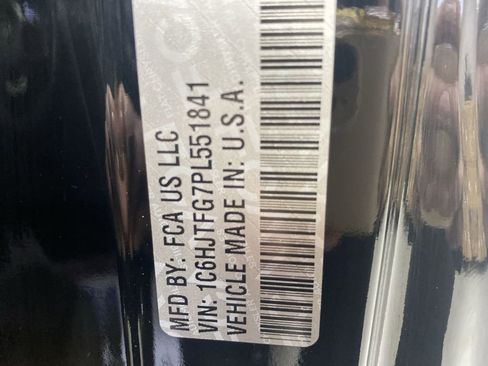 MFD BY: FCA US LLC
VIN: 1C6HJTFG7PL551841
VEHICLE MADE IN: U.S.A.